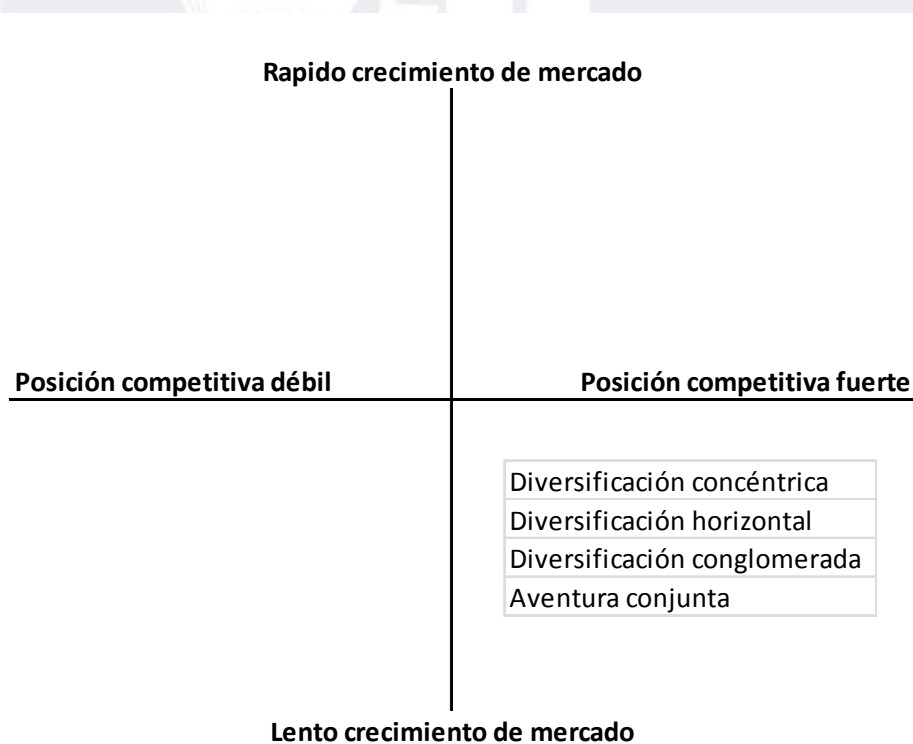 Rapido crecimiento de mercado
Posición competitiva débil
Posición competitiva fuerte
Diversificación concéntrica
Diversificación horizontal
Diversificación conglomerada
Aventura conjunta
Lento crecimiento de mercado